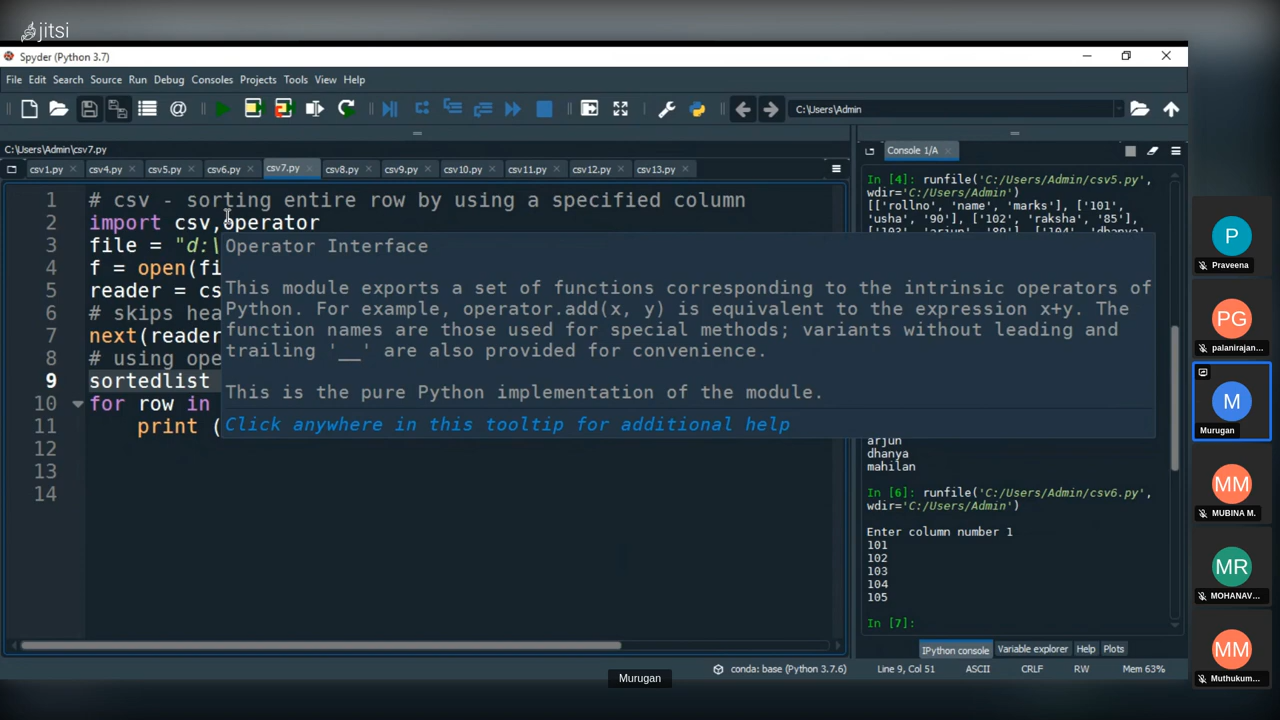 jitsi
Spyder (Python 3.7)
File Edit Search Source Run Debug Consoles Projects Tools View Help
C:\Users\Admin
C:\Users\Admin\csv7.py
csv1.py csv4.py csv5.py csv6.py csv7.py csv8.py csv9.py csv10.py csv11.py csv12.py csv13.py
1 # csv - sorting entire row by using a specified column
2 import csv,operator
3 file = "d:\
4 f = open(fi
5 reader = cs
6 # skips hea
7 next(reader
8 # using ope
9 sortedlist
10 for row in
11 print (
12
13
14
Operator Interface
This module exports a set of functions corresponding to the intrinsic operators of
Python. For example, operator.add(x, y) is equivalent to the expression x+y. The
function names are those used for special methods; variants without leading and
trailing '__' are also provided for convenience.
This is the pure Python implementation of the module.
Click anywhere in this tooltip for additional help
Console 1/A
In [4]: runfile('C:/Users/Admin/csv5.py',
wdir='C:/Users/Admin')
[['rollno', 'name', 'marks'], ['101',
'usha', '90'], ['102', 'raksha', '85'],
arjun
dhanya
mahilan
In [6]: runfile('C:/Users/Admin/csv6.py',
wdir='C:/Users/Admin')
Enter column number 1
101
102
103
104
105
In [7]:
IPython console Variable explorer Help Plots
conda: base (Python 3.7.6) Line 9, Col 51 ASCII CRLF RW Mem 63%
Murugan
P
Praveena
PG
palanirajan...
M
Murugan
MM
MUBINA M.
MR
MOHANAV...
MM
Muthukum...